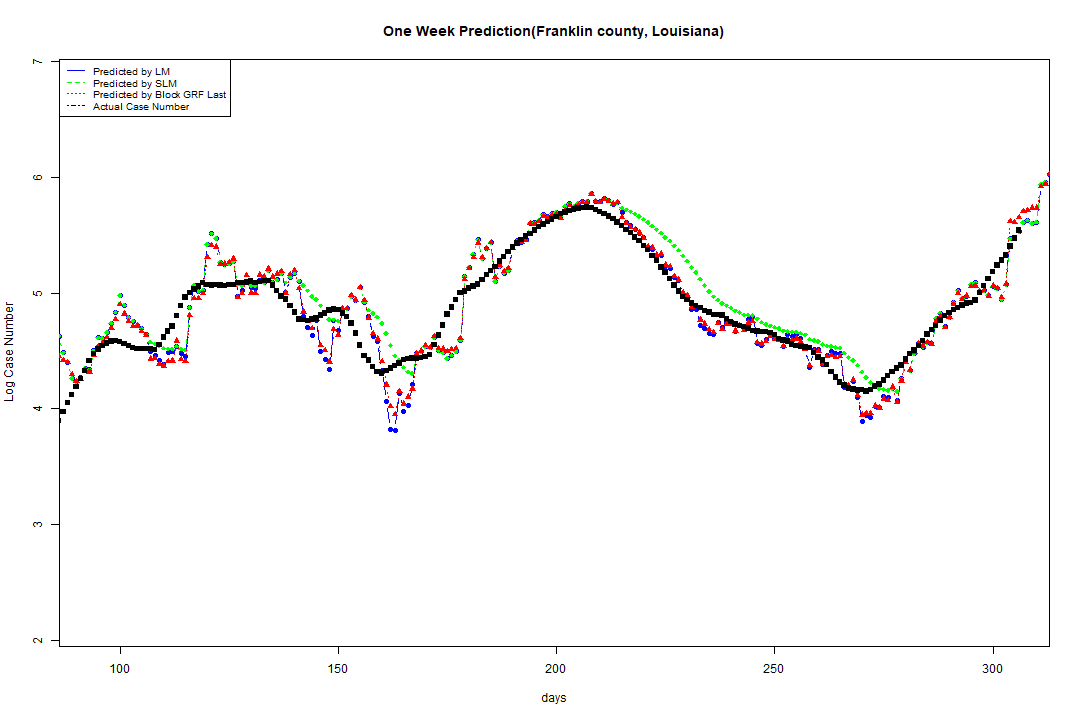 One Week Prediction(Franklin county, Louisiana)
Predicted by LM
Predicted by SLM
Predicted by Block GRF Last
Actual Case Number
7
6
5
4
3
2
Log Case Number
100 150 200 250 300
days